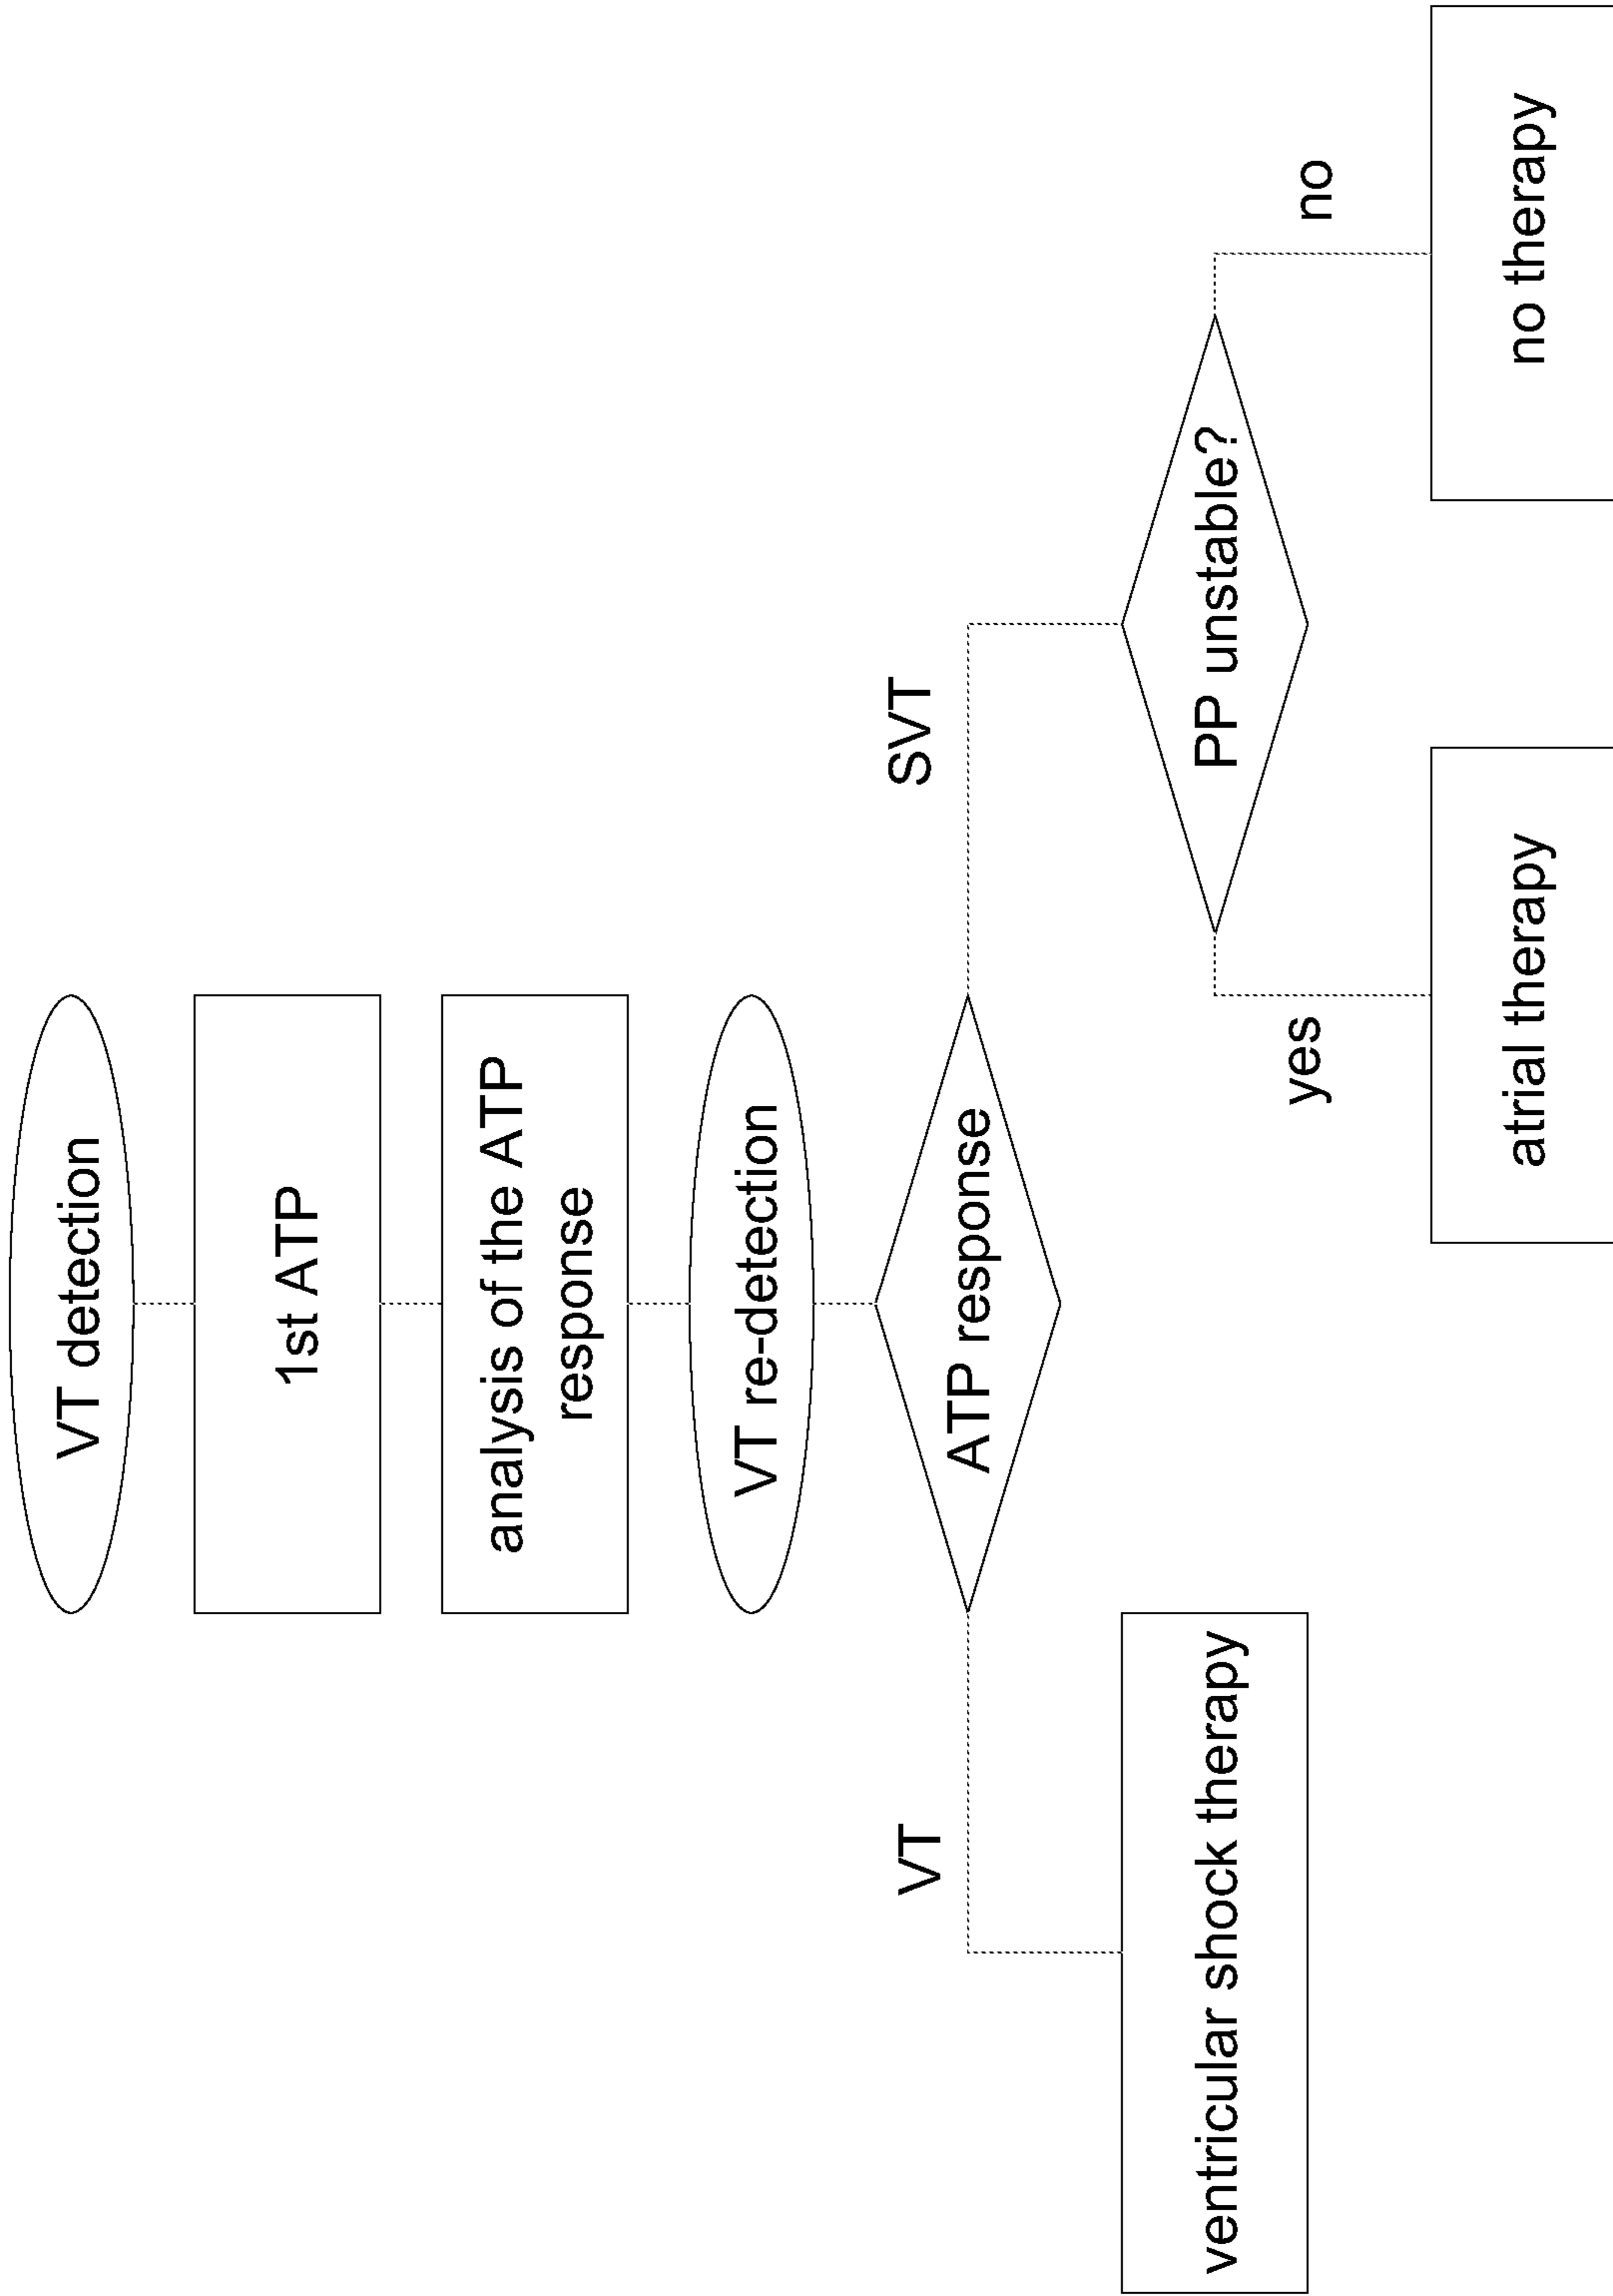 VT detection
1st ATP
analysis of the ATP
response
VT re-detection
ATP response
VT
SVT
ventricular shock therapy
PP unstable?
yes
no
atrial therapy
no therapy